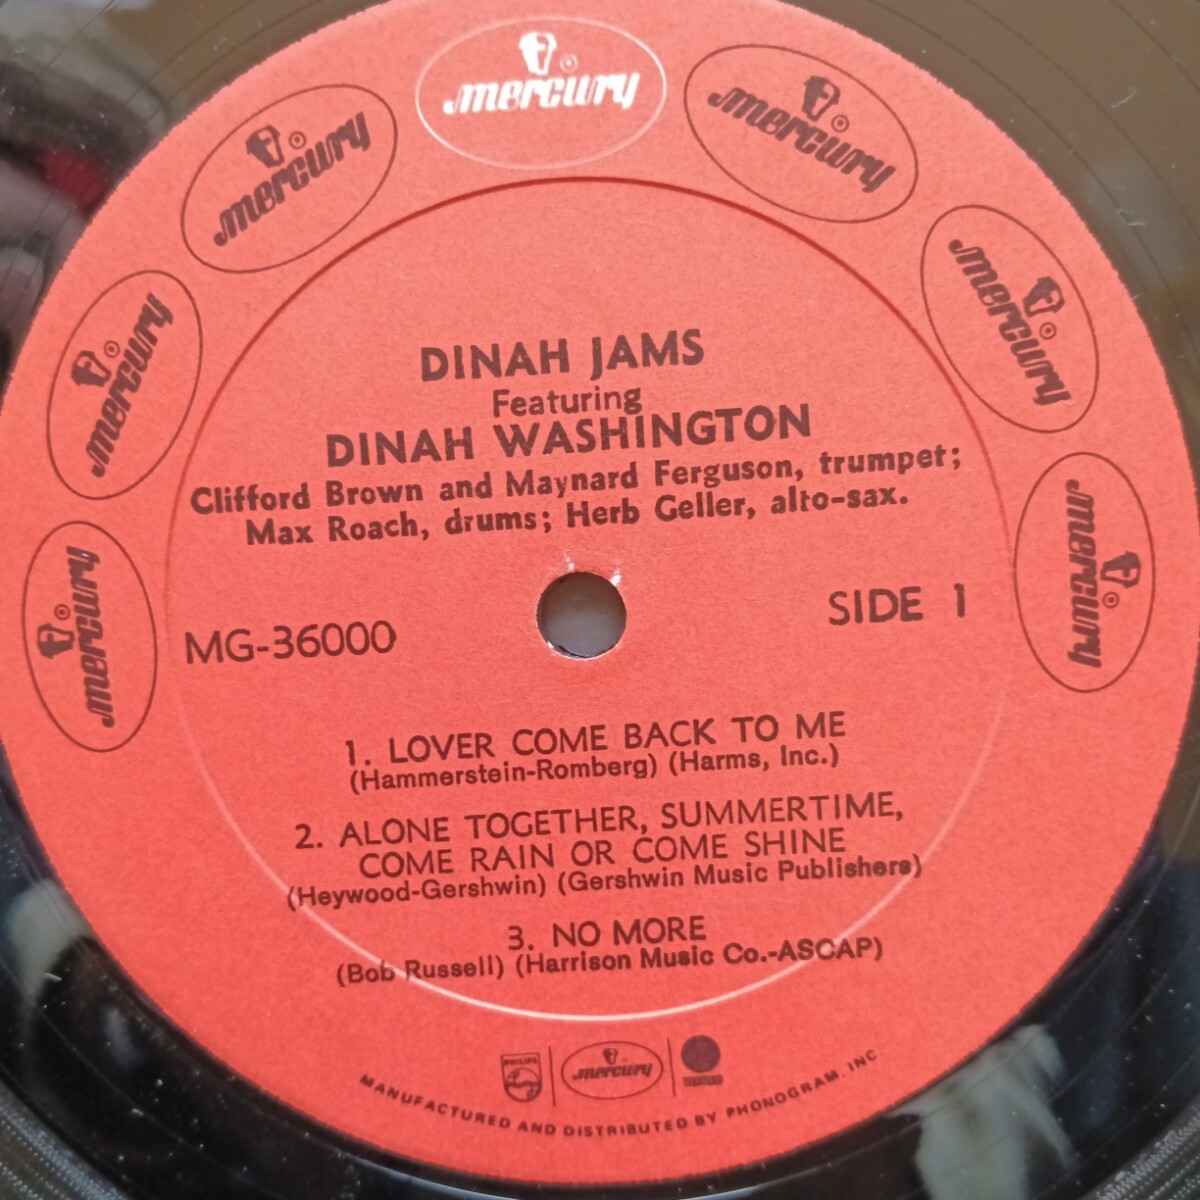 mercury
mercury
mercury
mercury
mercury
mercury
mercury
DINAH JAMS
Featuring
DINAH WASHINGTON
Clifford Brown and Maynard Ferguson, trumpet;
Max Roach, drums; Herb Geller, alto-sax.
MG-36000
SIDE 1
1. LOVER COME BACK TO ME
(Hammerstein-Romberg) (Harms, Inc.)
2. ALONE TOGETHER, SUMMERTIME,
COME RAIN OR COME SHINE
(Heywood-Gershwin) (Gershwin Music Publishers)
3. NO MORE
(Bob Russell) (Harrison Music Co.-ASCAP)
PHILIPS
mercury
MANUFACTURED AND DISTRIBUTED BY PHONOGRAM, INC.